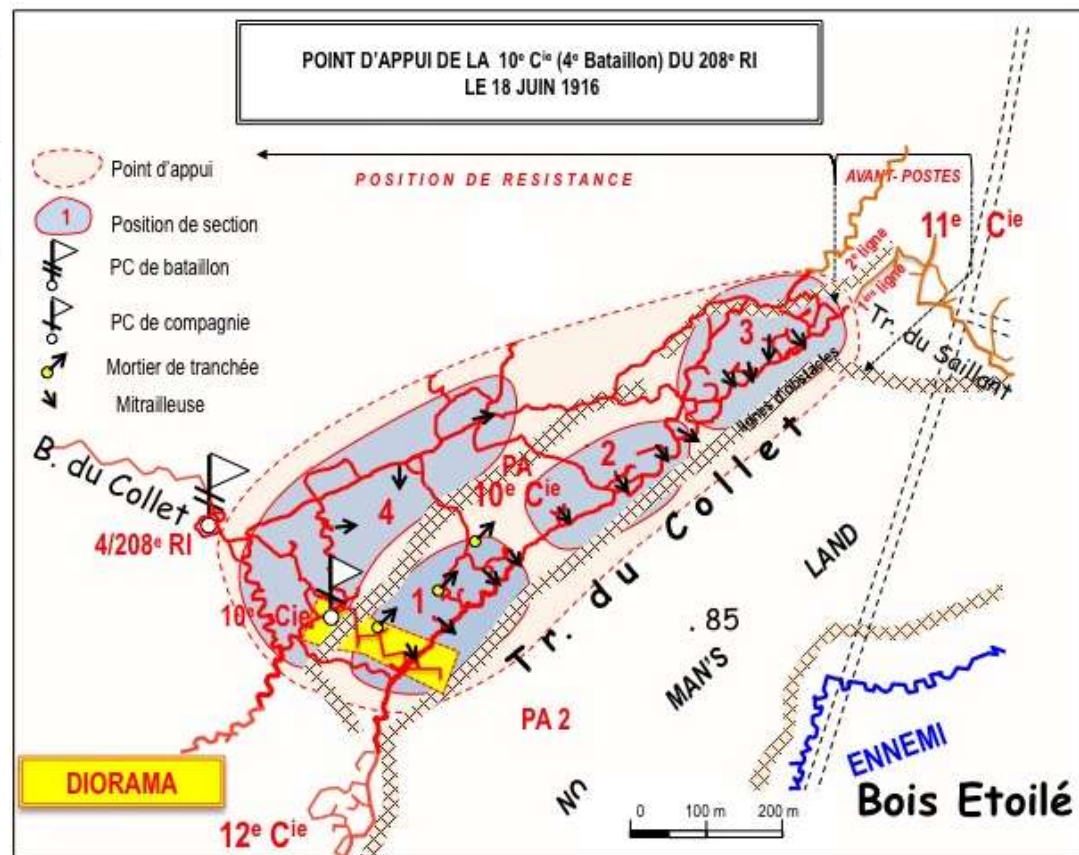 POINT D'APPUI DE LA 10e Cie (4e Bataillon) DU 208e RI
LE 18 JUIN 1916
Point d'appui
1
Position de section
PC de bataillon
PC de compagnie
Mortier de tranchée
Mitrailleuse
POSITION DE RESISTANCE
AVANT- POSTES
11e Cie
2e ligne
1ère ligne
Tr. du Saillant
3
lignes d'obstacles
2
PA
10e Cie
4
B. du Collet
4/208e RI
10e Cie
1
Tr. du Collet
. 85
NO MAN'S LAND
PA 2
ENNEMI
Bois Etoilé
DIORAMA
12e Cie
0 100 m 200 m